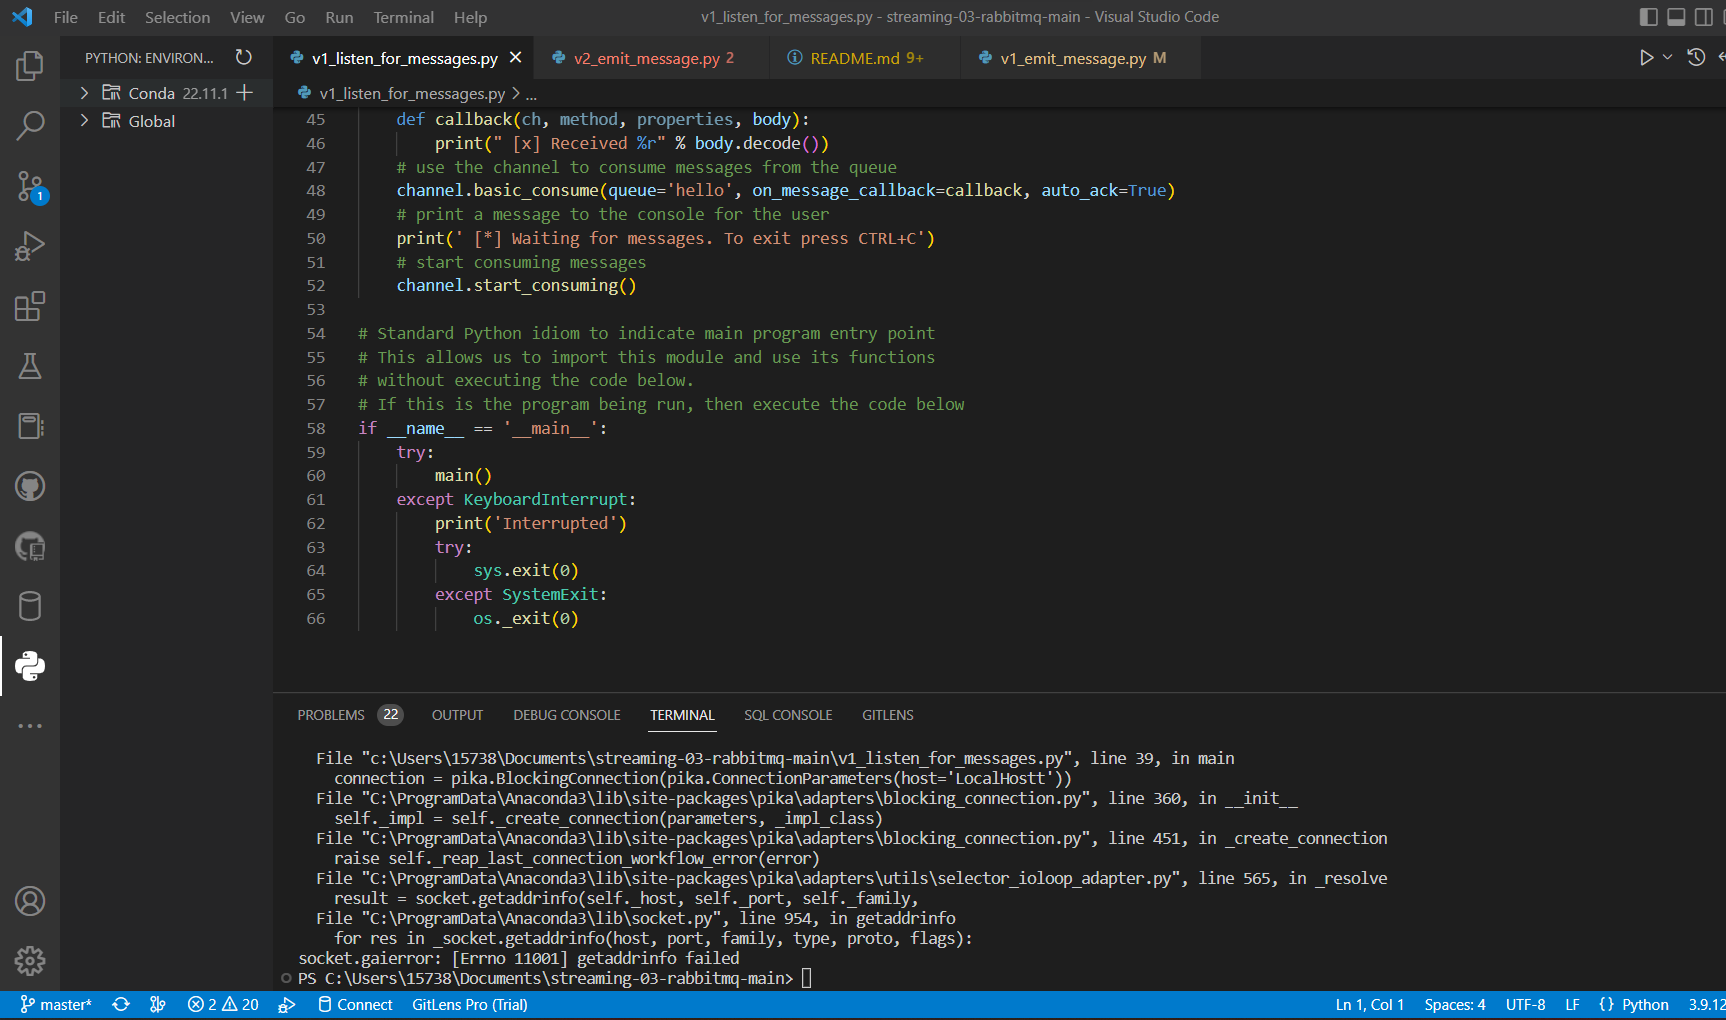 File Edit Selection View Go Run Terminal Help
v1_listen_for_messages.py - streaming-03-rabbitmq-main - Visual Studio Code
PYTHON: ENVIRON...
v1_listen_for_messages.py
v2_emit_message.py 2
README.md 9+
v1_emit_message.py M
Conda 22.11.1
Global
1
v1_listen_for_messages.py > ...
45 def callback(ch, method, properties, body):
46 print(" [x] Received %r" % body.decode())
47 # use the channel to consume messages from the queue
48 channel.basic_consume(queue='hello', on_message_callback=callback, auto_ack=True)
49 # print a message to the console for the user
50 print(' [*] Waiting for messages. To exit press CTRL+C')
51 # start consuming messages
52 channel.start_consuming()
53
54 # Standard Python idiom to indicate main program entry point
55 # This allows us to import this module and use its functions
56 # without executing the code below.
57 # If this is the program being run, then execute the code below
58 if __name__ == '__main__':
59 try:
60 main()
61 except KeyboardInterrupt:
62 print('Interrupted')
63 try:
64 sys.exit(0)
65 except SystemExit:
66 os._exit(0)
PROBLEMS 22 OUTPUT DEBUG CONSOLE TERMINAL SQL CONSOLE GITLENS
File "c:\Users\15738\Documents\streaming-03-rabbitmq-main\v1_listen_for_messages.py", line 39, in main
connection = pika.BlockingConnection(pika.ConnectionParameters(host='LocalHostt'))
File "C:\ProgramData\Anaconda3\lib\site-packages\pika\adapters\blocking_connection.py", line 360, in __init__
self._impl = self._create_connection(parameters, _impl_class)
File "C:\ProgramData\Anaconda3\lib\site-packages\pika\adapters\blocking_connection.py", line 451, in _create_connection
raise self._reap_last_connection_workflow_error(error)
File "C:\ProgramData\Anaconda3\lib\site-packages\pika\adapters\utils\selector_ioloop_adapter.py", line 565, in _resolve
result = socket.getaddrinfo(self._host, self._port, self._family,
File "C:\ProgramData\Anaconda3\lib\socket.py", line 954, in getaddrinfo
for res in _socket.getaddrinfo(host, port, family, type, proto, flags):
socket.gaierror: [Errno 11001] getaddrinfo failed
PS C:\Users\15738\Documents\streaming-03-rabbitmq-main>
master* 2 20 Connect GitLens Pro (Trial) Ln 1, Col 1 Spaces: 4 UTF-8 LF {} Python 3.9.12